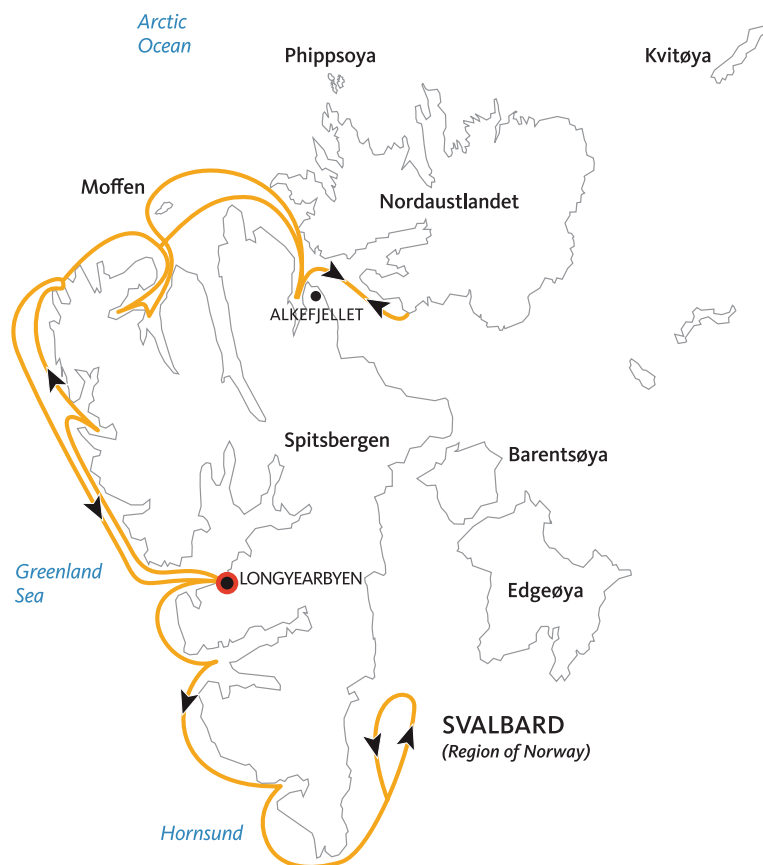 Arctic
Ocean
Phippsoya
Kvitøya
Moffen
Nordaustlandet
ALKEFJELLET
Spitsbergen
Barentsøya
Greenland
Sea
LONGYEARBYEN
Edgeøya
SVALBARD
(Region of Norway)
Hornsund